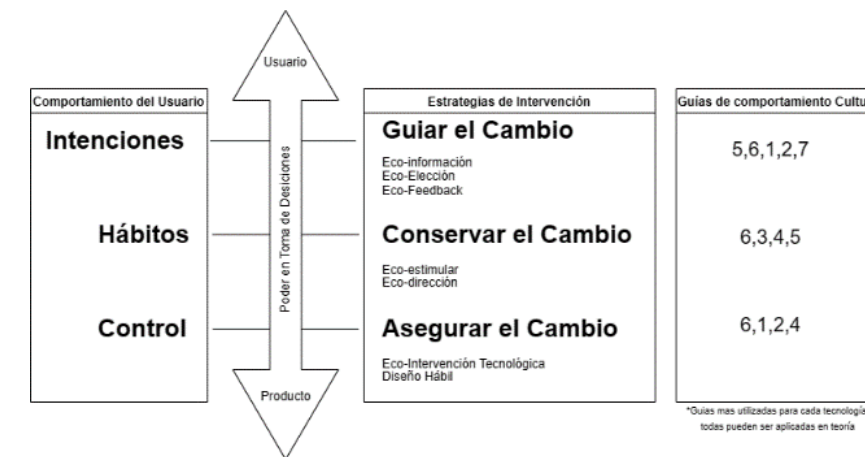 Usuario
Comportamiento del Usuario
Intenciones
Hábitos
Control
Poder en Toma de Desiciones
Producto
Estrategias de Intervención
Guiar el Cambio
Eco-información
Eco-Elección
Eco-Feedback
Conservar el Cambio
Eco-estimular
Eco-dirección
Asegurar el Cambio
Eco-Intervención Tecnológica
Diseño Hábil
Guías de comportamiento Cultu
5,6,1,2,7
6,3,4,5
6,1,2,4
*Guias mas utilizadas para cada tecnología
todas pueden ser aplicadas en teoría